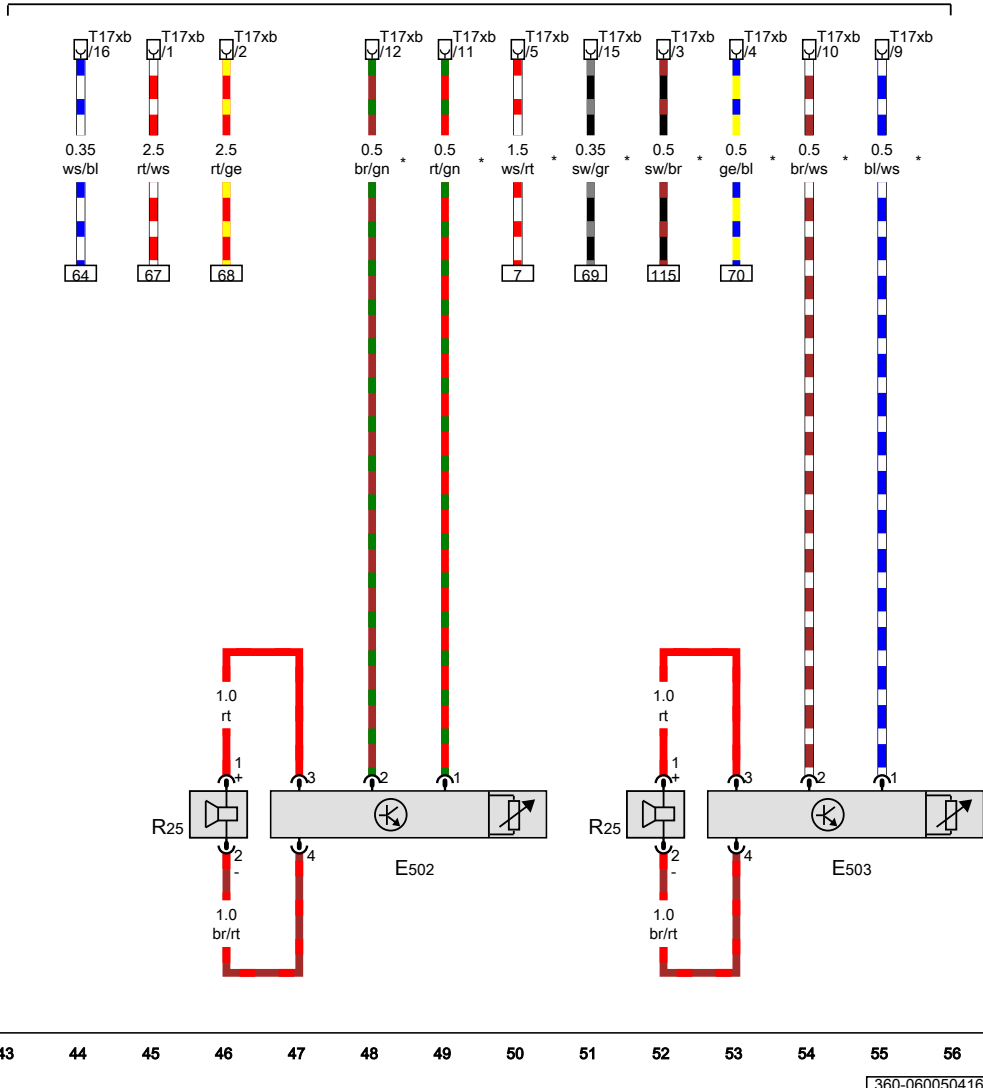 T17xb T17xb T17xb T17xb T17xb T17xb T17xb T17xb T17xb T17xb T17xb
/16 /1 /2 /12 /11 /5 /15 /3 /4 /10 /9
0.35 2.5 2.5 0.5 0.5 1.5 0.35 0.5 0.5 0.5 0.5
ws/bl rt/ws rt/ge br/gn * rt/gn * ws/rt * sw/gr * sw/br * ge/bl * br/ws * bl/ws *
64 67 68 7 69 115 70
1.0 1.0
rt rt
1 1
+ 3 2 1 + 3 2 1
R25 R25
2 4 2 4
- E502 - E503
1.0 1.0
br/rt br/rt
43 44 45 46 47 48 49 50 51 52 53 54 55 56
360-060050416